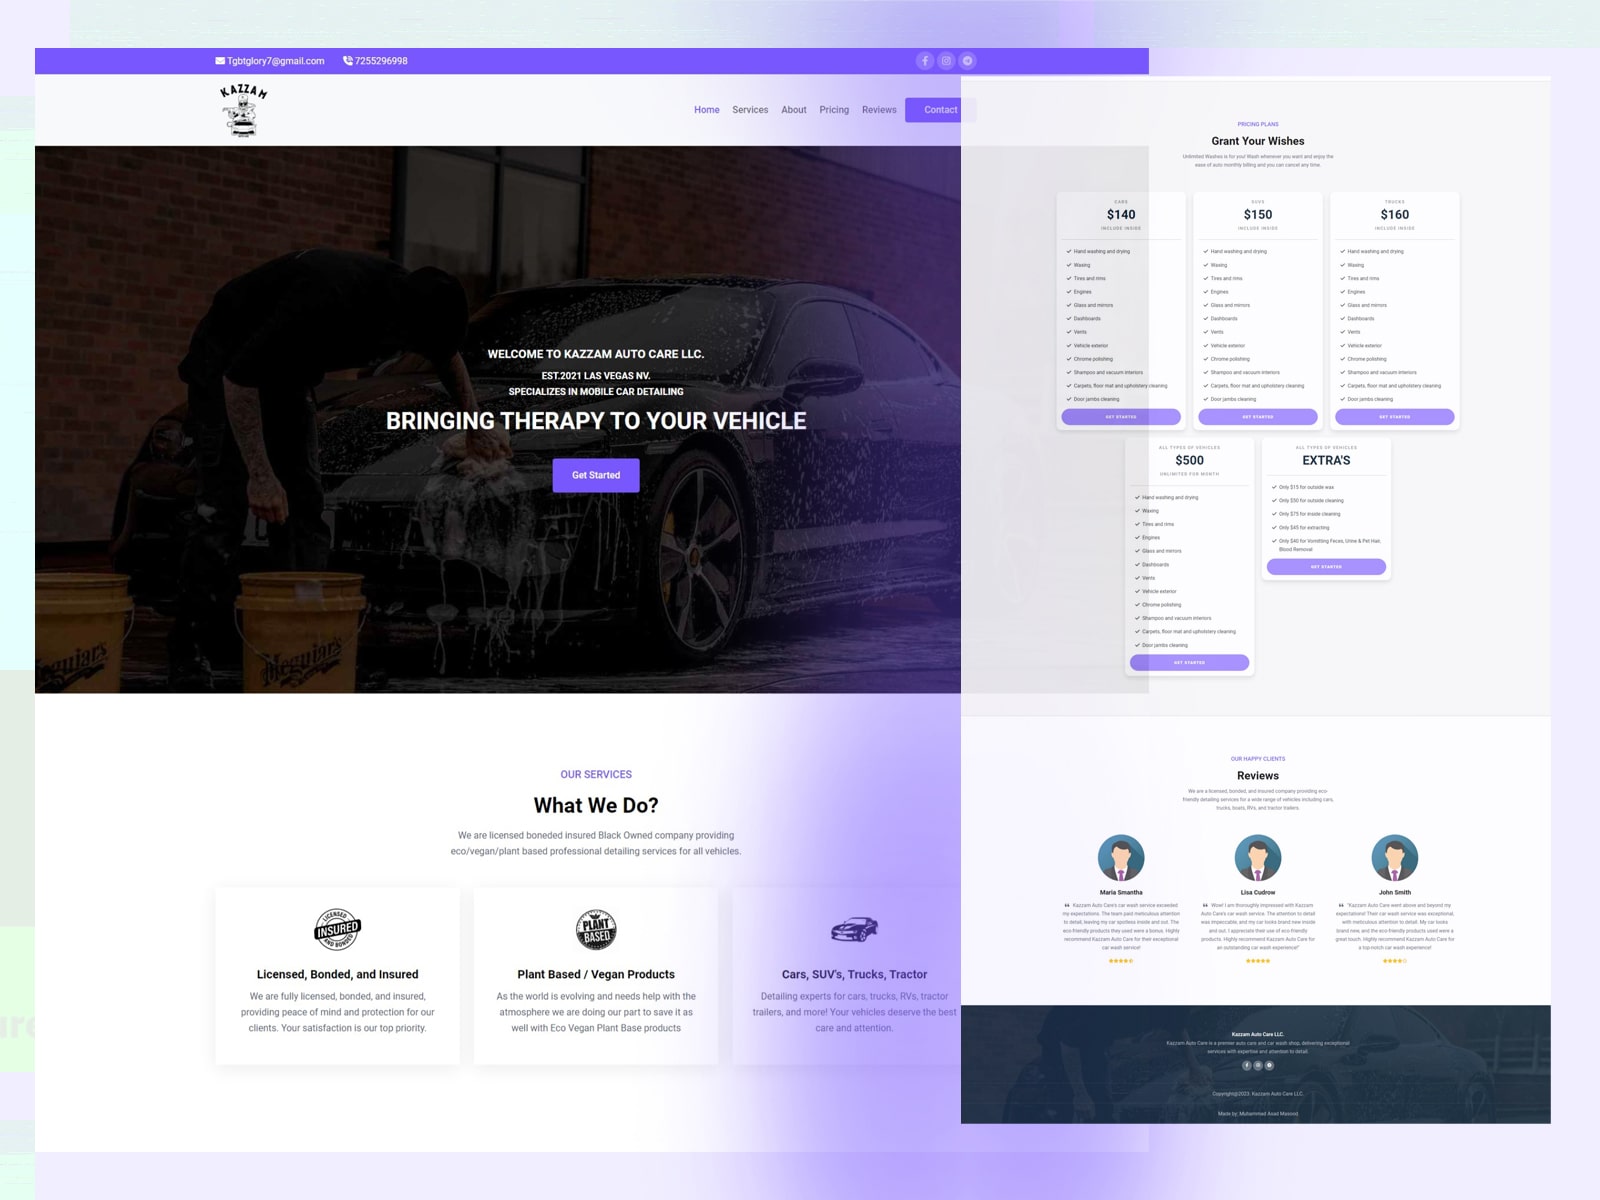 Tgbtglory7@gmail.com
7255296998
KAZZAM
Home Services About Pricing Reviews Contact
WELCOME TO KAZZAM AUTO CARE LLC.
EST.2021 LAS VEGAS NV.
SPECIALIZES IN MOBILE CAR DETAILING
BRINGING THERAPY TO YOUR VEHICLE
Get Started
Meguiar's
Meguiar's
OUR SERVICES
What We Do?
We are licensed boneded insured Black Owned company providing
eco/vegan/plant based professional detailing services for all vehicles.
LICENSED
INSURED
AND BONDED
Licensed, Bonded, and Insured
We are fully licensed, bonded, and insured,
providing peace of mind and protection for our
clients. Your satisfaction is our top priority.
PLANT
BASED
Plant Based / Vegan Products
As the world is evolving and needs help with the
atmosphere we are doing our part to save it as
well with Eco Vegan Plant Base products
Cars, SUV's, Trucks, Tractor
Detailing experts for cars, trucks, RVs, tractor
trailers, and more! Your vehicles deserve the best
care and attention.
PRICING PLANS
Grant Your Wishes
Unlimited Washes is for you! Wash whenever you want and enjoy the
ease of auto monthly billing and you can cancel any time.
CARS
$140
INCLUDE INSIDE
Hand washing and drying
Waxing
Tires and rims
Engines
Glass and mirrors
Dashboards
Vents
Vehicle exterior
Chrome polishing
Shampoo and vacuum interiors
Carpets, floor mat and upholstery cleaning
Door jambs cleaning
GET STARTED
SUVS
$150
INCLUDE INSIDE
Hand washing and drying
Waxing
Tires and rims
Engines
Glass and mirrors
Dashboards
Vents
Vehicle exterior
Chrome polishing
Shampoo and vacuum interiors
Carpets, floor mat and upholstery cleaning
Door jambs cleaning
GET STARTED
TRUCKS
$160
INCLUDE INSIDE
Hand washing and drying
Waxing
Tires and rims
Engines
Glass and mirrors
Dashboards
Vents
Vehicle exterior
Chrome polishing
Shampoo and vacuum interiors
Carpets, floor mat and upholstery cleaning
Door jambs cleaning
GET STARTED
ALL TYPES OF VEHICLES
$500
UNLIMITED FOR MONTH
Hand washing and drying
Waxing
Tires and rims
Engines
Glass and mirrors
Dashboards
Vents
Vehicle exterior
Chrome polishing
Shampoo and vacuum interiors
Carpets, floor mat and upholstery cleaning
Door jambs cleaning
GET STARTED
ALL TYPES OF VEHICLES
EXTRA'S
Only $15 for outside wax
Only $50 for outside cleaning
Only $75 for inside cleaning
Only $45 for extracting
Only $40 for Vomitting Feces, Urine & Pet Hair,
Blood Removal
GET STARTED
OUR HAPPY CLIENTS
Reviews
We are a licensed, bonded, and insured company providing eco-
friendly detailing services for a wide range of vehicles including cars,
trucks, boats, RVs, and tractor trailers.
Maria Smantha
Kazzam Auto Care's car wash service exceeded
my expectations. The team paid meticulous attention
to detail, leaving my car spotless inside and out. The
eco-friendly products they used were a bonus. Highly
recommend Kazzam Auto Care for their exceptional
car wash service!
Lisa Cudrow
Wow! I am thoroughly impressed with Kazzam
Auto Care's car wash service. The attention to detail
was impeccable, and my car looks brand new inside
and out. I appreciate their use of eco-friendly
products. Highly recommend Kazzam Auto Care for
an outstanding car wash experience!"
John Smith
"Kazzam Auto Care went above and beyond my
expectations! Their car wash service was exceptional,
with meticulous attention to detail. My car looks
brand new, and the eco-friendly products used were a
great touch. Highly recommend Kazzam Auto Care for
a top-notch car wash experience!
Kazzam Auto Care LLC.
Kazzam Auto Care is a premier auto care and car wash shop, delivering exceptional
services with expertise and attention to detail.
Copyright@2023. Kazzam Auto Care LLC.
Made by: Muhammad Asad Masood